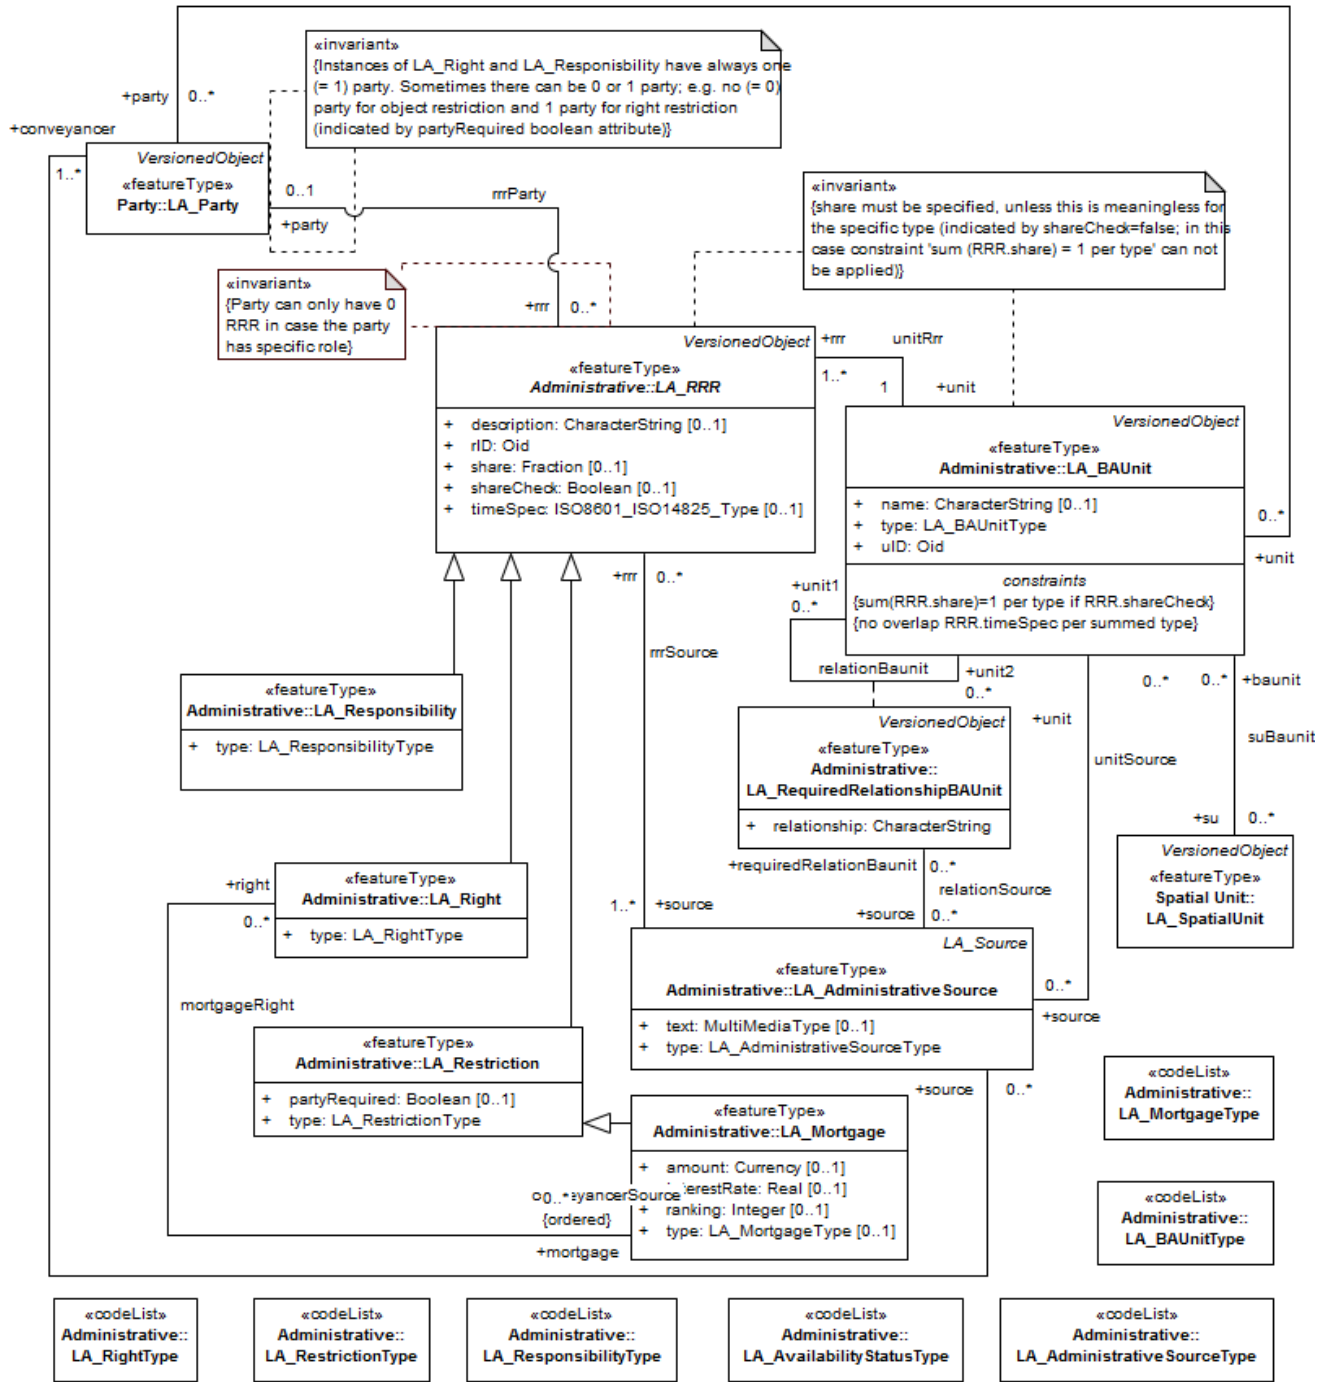 «invariant»
{Instances of LA_Right and LA_Responisbility have always one
(= 1) party. Sometimes there can be 0 or 1 party; e.g. no (= 0)
party for object restriction and 1 party for right restriction
(indicated by partyRequired boolean attribute)}
+party
0..*
+conveyancer
1..*
VersionedObject
«featureType»
Party::LA_Party
0..1
+party
rrrParty
«invariant»
{share must be specified, unless this is meaningless for
the specific type (indicated by shareCheck=false; in this
case constraint 'sum (RRR.share) = 1 per type' can not
be applied)}
«invariant»
{Party can only have 0
RRR in case the party
has specific role}
+rrr
0..*
VersionedObject
«featureType»
Administrative::LA_RRR
+ description: CharacterString [0..1]
+ rID: Oid
+ share: Fraction [0..1]
+ shareCheck: Boolean [0..1]
+ timeSpec: ISO8601_ISO14825_Type [0..1]
+rrr
unitRrr
1..*
1
+unit
VersionedObject
«featureType»
Administrative::LA_BAUnit
+ name: CharacterString [0..1]
+ type: LA_BAUnitType
+ uID: Oid
constraints
{sum(RRR.share)=1 per type if RRR.shareCheck}
{no overlap RRR.timeSpec per summed type}
0..*
+unit
+unit1
0..*
relationBaunit
+unit2
0..*
+rrr
0..*
rrrSource
0..*
0..*
+baunit
+unit
unitSource
suBaunit
«featureType»
Administrative::LA_Responsibility
+ type: LA_ResponsibilityType
VersionedObject
«featureType»
Administrative::
LA_RequiredRelationshipBAUnit
+ relationship: CharacterString
+su
0..*
VersionedObject
«featureType»
Spatial Unit::
LA_SpatialUnit
+requiredRelationBaunit
0..*
relationSource
+source
0..*
+right
0..*
«featureType»
Administrative::LA_Right
+ type: LA_RightType
mortgageRight
1..*
+source
LA_Source
«featureType»
Administrative::LA_AdministrativeSource
+ text: MultiMediaType [0..1]
+ type: LA_AdministrativeSourceType
0..*
+source
«featureType»
Administrative::LA_Restriction
+ partyRequired: Boolean [0..1]
+ type: LA_RestrictionType
+source
0..*
«featureType»
Administrative::LA_Mortgage
+ amount: Currency [0..1]
: Real [0..1]
+ ranking: Integer [0..1]
+ type: LA_MortgageType [0..1]
0..*
{ordered}
+mortgage
«codeList»
Administrative::
LA_MortgageType
«codeList»
Administrative::
LA_BAUnitType
«codeList»
Administrative::
LA_RightType
«codeList»
Administrative::
LA_RestrictionType
«codeList»
Administrative::
LA_ResponsibilityType
«codeList»
Administrative::
LA_AvailabilityStatusType
«codeList»
Administrative::
LA_AdministrativeSourceType